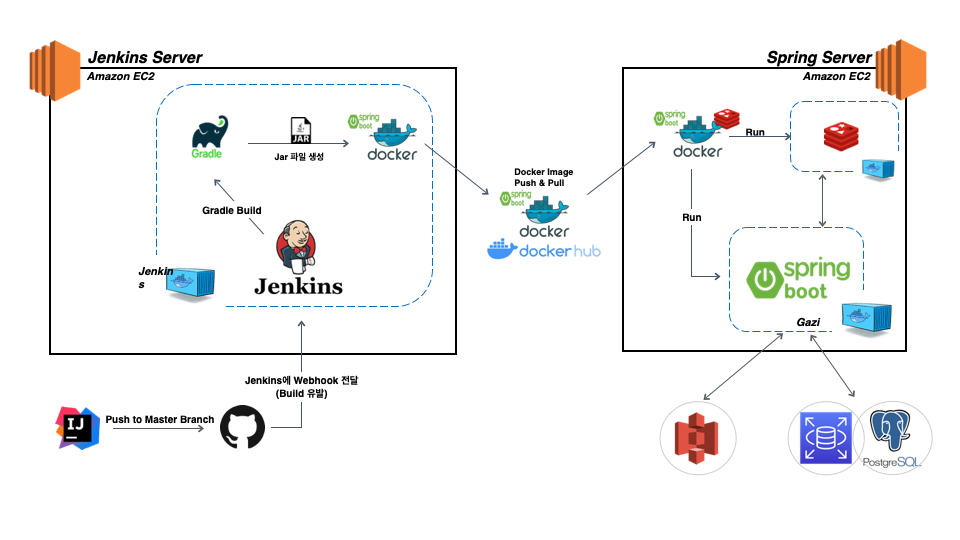 Jenkins Server
Amazon EC2
Gradle
JAR
Jar 파일 생성
spring
boot
docker
Gradle Build
Jenkins
Jenkin
s
Docker Image
Push & Pull
spring
boot
docker
docker hub
Spring Server
Amazon EC2
spring
boot
docker
Run
Run
spring
boot
Gazi
Jenkins에 Webhook 전달
(Build 유발)
IJ
Push to Master Branch
PostgreSQL